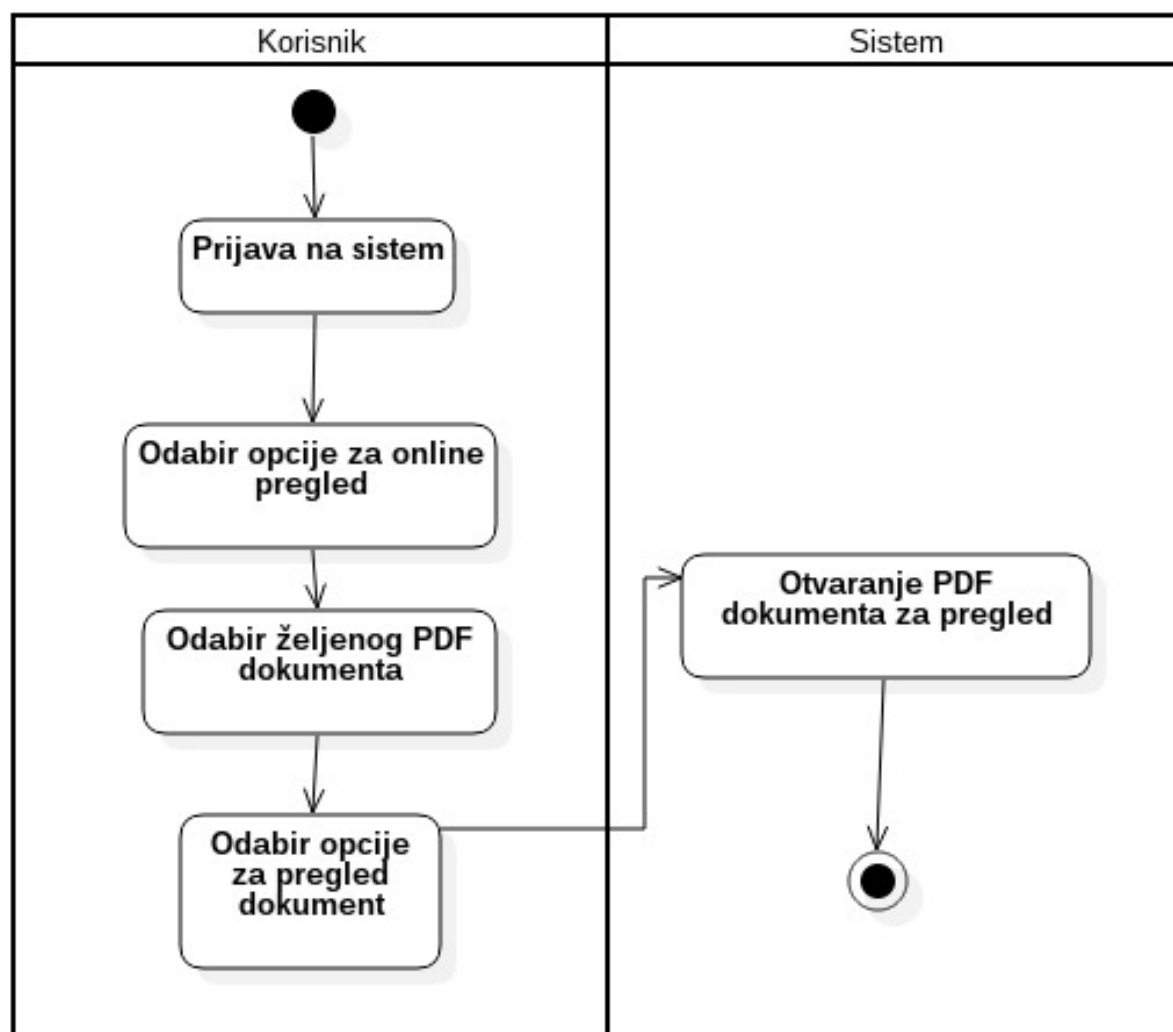 Korisnik
Sistem
Prijava na sistem
Odabir opcije za online
pregled
Odabir željenog PDF
dokumenta
Odabir opcije
za pregled
dokument
Otvaranje PDF
dokumenta za pregled